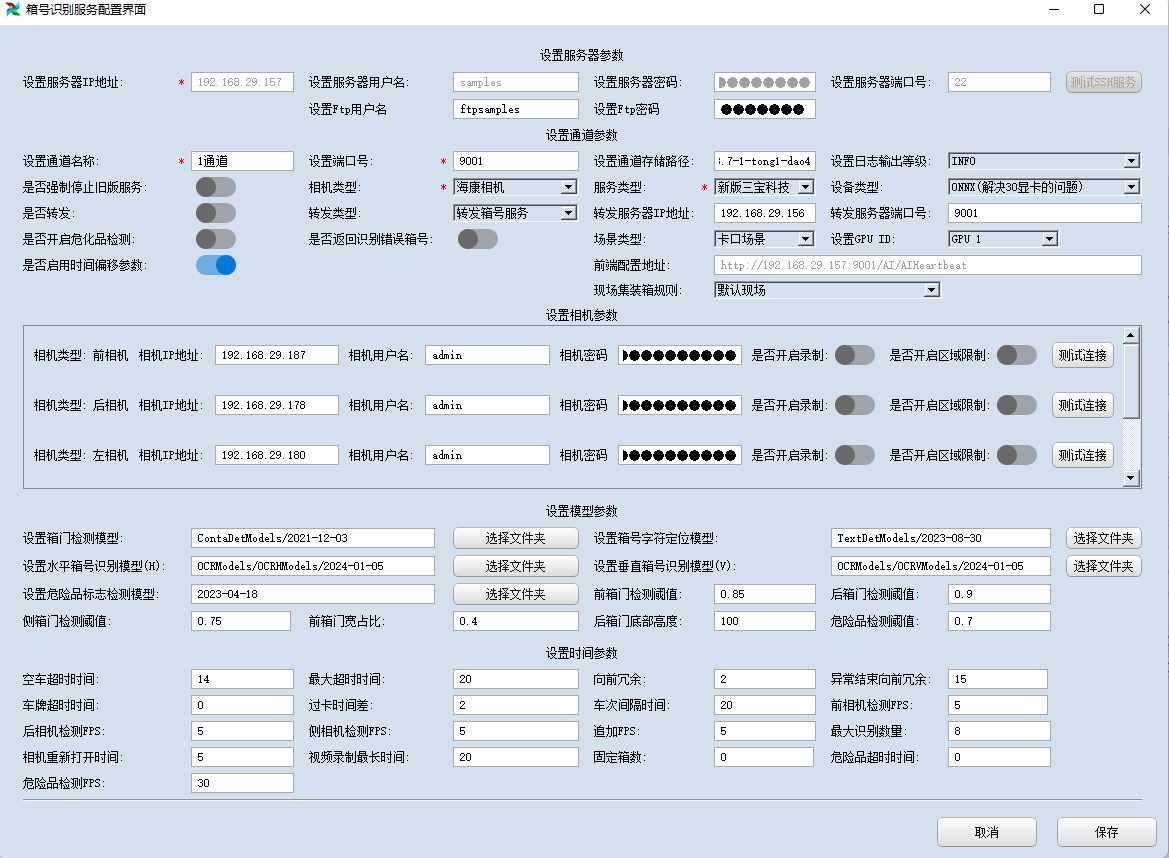 箱号识别服务配置界面
设置服务器参数
设置服务器IP地址: * 192.168.29.157 设置服务器用户名: samples 设置服务器密码: 设置服务器端口号: 22 测试SSH服务
设置Ftp用户名 ftpsamples 设置Ftp密码
设置通道参数
设置通道名称: * 1通道 设置端口号: * 9001 设置通道存储路径: .7-1-tong1-dao4 设置日志输出等级: INFO
是否强制停止旧版服务: 相机类型: * 海康相机 服务类型: * 新版三宝科技 设备类型: ONNX(解决30显卡的问题)
是否转发: 转发类型: 转发箱号服务 转发服务器IP地址: 192.168.29.156 转发服务器端口号: 9001
是否开启危化品检测: 是否返回识别错误箱号: 场景类型: 卡口场景 设置GPU ID: GPU 1
是否启用时间偏移参数: 前端配置地址: http://192.168.29.157:9001/AI/AIHeartbeat
现场集装箱规则: 默认现场
设置相机参数
相机类型: 前相机 相机IP地址: 192.168.29.187 相机用户名: admin 相机密码 是否开启录制: 是否开启区域限制: 测试连接
相机类型: 后相机 相机IP地址: 192.168.29.178 相机用户名: admin 相机密码 是否开启录制: 是否开启区域限制: 测试连接
相机类型: 左相机 相机IP地址: 192.168.29.180 相机用户名: admin 相机密码 是否开启录制: 是否开启区域限制: 测试连接
设置模型参数
设置箱门检测模型: ContaDetModels/2021-12-03 选择文件夹 设置箱号字符定位模型: TextDetModels/2023-08-30 选择文件夹
设置水平箱号识别模型(H): OCRModels/OCRHModels/2024-01-05 选择文件夹 设置垂直箱号识别模型(V): OCRModels/OCRVModels/2024-01-05 选择文件夹
设置危险品标志检测模型: 2023-04-18 选择文件夹 前箱门检测阈值: 0.85 后箱门检测阈值: 0.9
侧箱门检测阈值: 0.75 前箱门宽占比: 0.4 后箱门底部高度: 100 危险品检测阈值: 0.7
设置时间参数
空车超时时间: 14 最大超时时间: 20 向前冗余: 2 异常结束向前冗余: 15
车牌超时时间: 0 过卡时间差: 2 车次间隔时间: 20 前相机检测FPS: 5
后相机检测FPS: 5 侧相机检测FPS: 5 追加FPS: 5 最大识别数量: 8
相机重新打开时间: 5 视频录制最长时间: 20 固定箱数: 0 危险品超时时间: 0
危险品检测FPS: 30
取消 保存